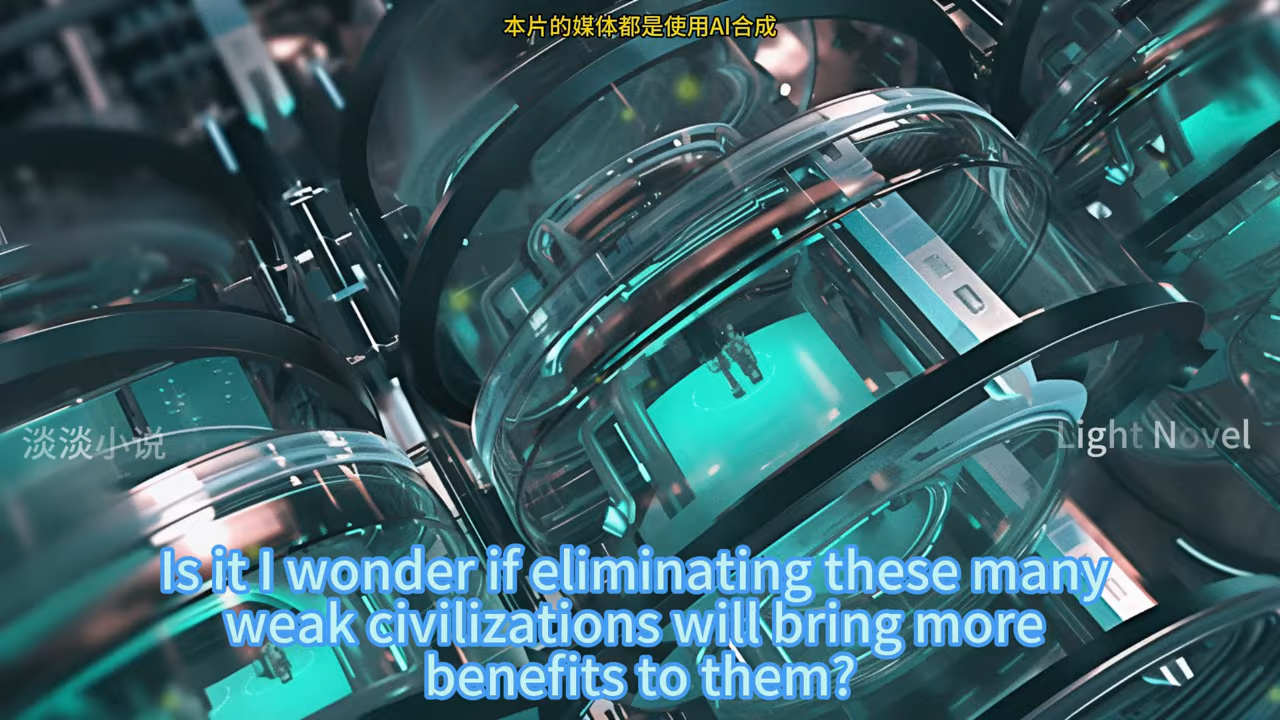 本片的媒体都是使用AI合成
淡淡小说
Light Novel
Is it I wonder if eliminating these many
weak civilizations will bring more
benefits to them?